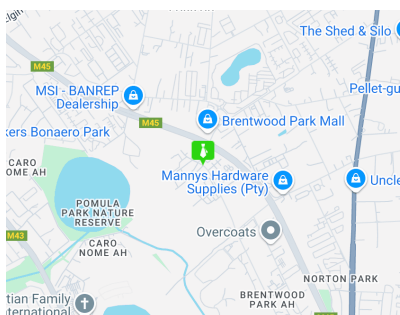 The Shed & Silo
M45
MSI - BANREP
Dealership
Pellet-gu
M45
Brentwood Park Mall
kers Bonaero Park
CARO
NOME AH
Mannys Hardware
Supplies (Pty)
Uncle
POMULA
PARK NATURE
RESERVE
M43
Overcoats
CARO
NOME AH
NORTON PARK
tian Family
nternational
BRENTWOOD
PARK AH